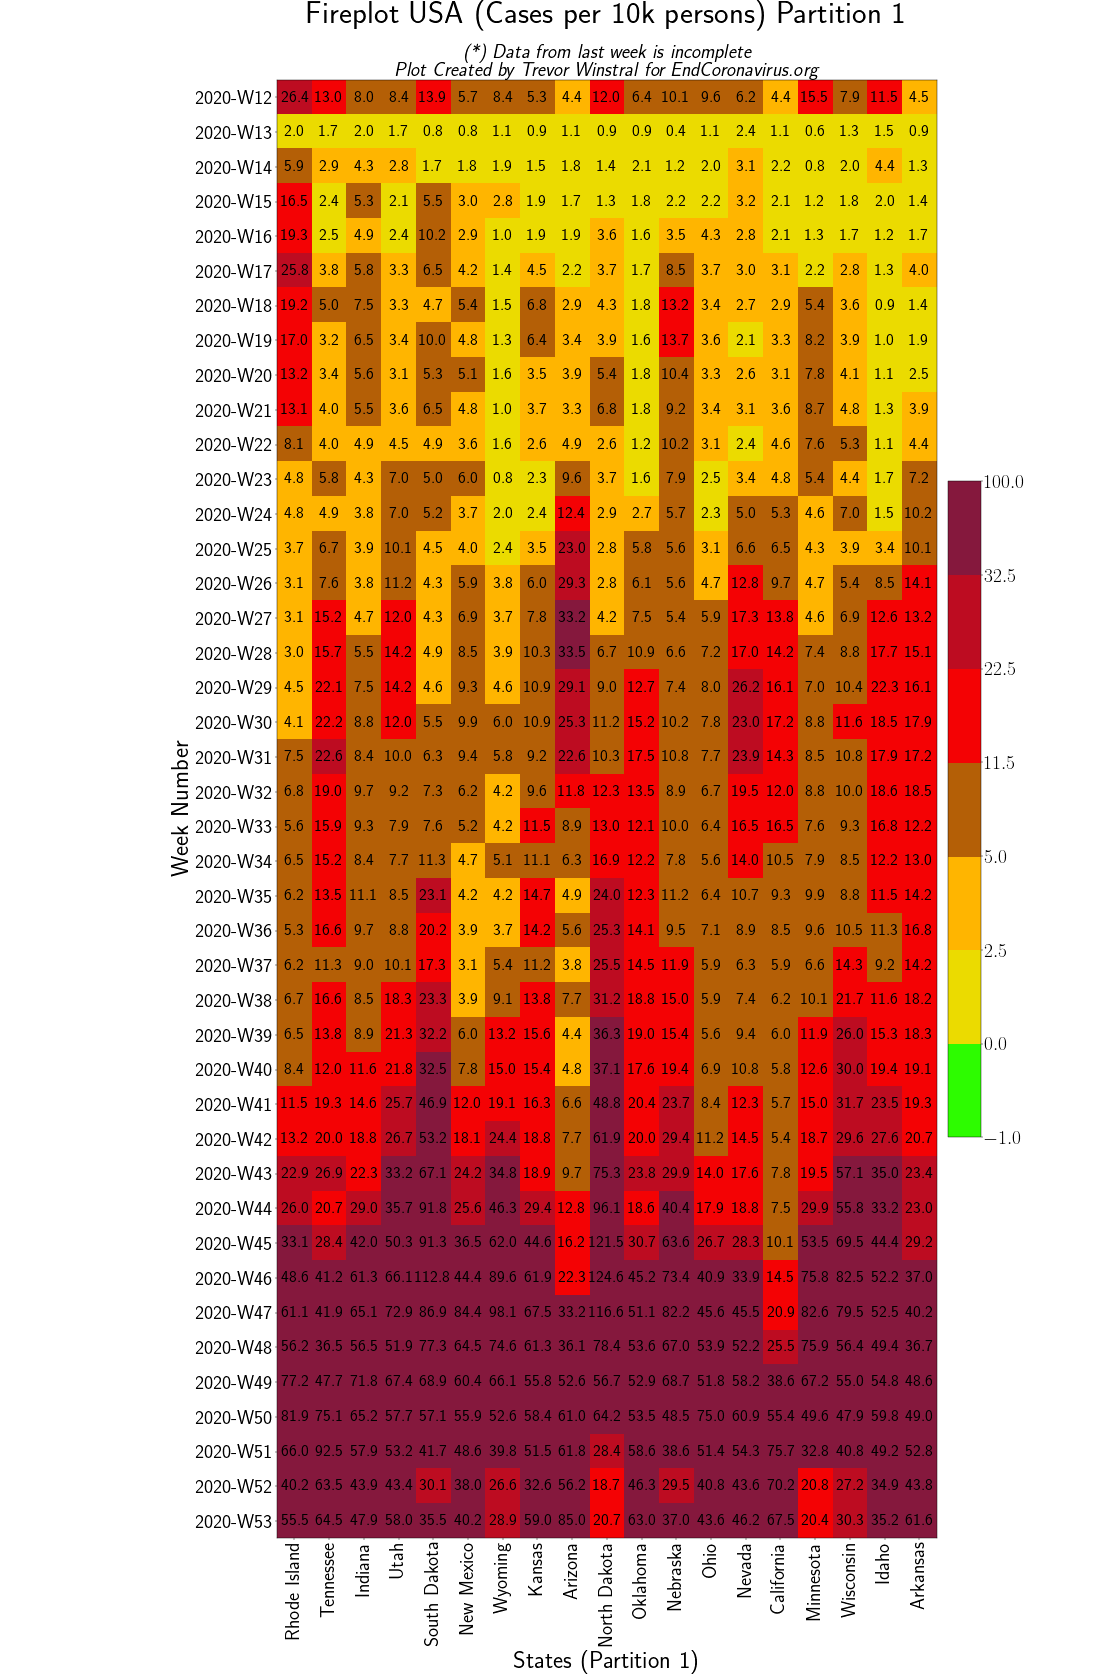 Fireplot USA (Cases per 10k persons) Partition 1
(*) Data from last week is incomplete
Plot Created by Trevor Winstral for EndCoronavirus.org
2020-W12 26.4 13.0 8.0 8.4 13.9 5.7 8.4 5.3 4.4 12.0 6.4 10.1 9.6 6.2 4.4 15.5 7.9 11.5 4.5
2020-W13 2.0 1.7 2.0 1.7 0.8 0.8 1.1 0.9 1.1 0.9 0.9 0.4 1.1 2.4 1.1 0.6 1.3 1.5 0.9
2020-W14 5.9 2.9 4.3 2.8 1.7 1.8 1.9 1.5 1.8 1.4 2.1 1.2 2.0 3.1 2.2 0.8 2.0 4.4 1.3
2020-W15 16.5 2.4 5.3 2.1 5.5 3.0 2.8 1.9 1.7 1.3 1.8 2.2 2.2 3.2 2.1 1.2 1.8 2.0 1.4
2020-W16 19.3 2.5 4.9 2.4 10.2 2.9 1.0 1.9 1.9 3.6 1.6 3.5 4.3 2.8 2.1 1.3 1.7 1.2 1.7
2020-W17 25.8 3.8 5.8 3.3 6.5 4.2 1.4 4.5 2.2 3.7 1.7 8.5 3.7 3.0 3.1 2.2 2.8 1.3 4.0
2020-W18 19.2 5.0 7.5 3.3 4.7 5.4 1.5 6.8 2.9 4.3 1.8 13.2 3.4 2.7 2.9 5.4 3.6 0.9 1.4
2020-W19 17.0 3.2 6.5 3.4 10.0 4.8 1.3 6.4 3.4 3.9 1.6 13.7 3.6 2.1 3.3 8.2 3.9 1.0 1.9
2020-W20 13.2 3.4 5.6 3.1 5.3 5.1 1.6 3.5 3.9 5.4 1.8 10.4 3.3 2.6 3.1 7.8 4.1 1.1 2.5
2020-W21 13.1 4.0 5.5 3.6 6.5 4.8 1.0 3.7 3.3 6.8 1.8 9.2 3.4 3.1 3.6 8.7 4.8 1.3 3.9
2020-W22 8.1 4.0 4.9 4.5 4.9 3.6 1.6 2.6 4.9 2.6 1.2 10.2 3.1 2.4 4.6 7.6 5.3 1.1 4.4
2020-W23 4.8 5.8 4.3 7.0 5.0 6.0 0.8 2.3 9.6 3.7 1.6 7.9 2.5 3.4 4.8 5.4 4.4 1.7 7.2
100.0
2020-W24 4.8 4.9 3.8 7.0 5.2 3.7 2.0 2.4 12.4 2.9 2.7 5.7 2.3 5.0 5.3 4.6 7.0 1.5 10.2
2020-W25 3.7 6.7 3.9 10.1 4.5 4.0 2.4 3.5 23.0 2.8 5.8 5.6 3.1 6.6 6.5 4.3 3.9 3.4 10.1
32.5
2020-W26 3.1 7.6 3.8 11.2 4.3 5.9 3.8 6.0 29.3 2.8 6.1 5.6 4.7 12.8 9.7 4.7 5.4 8.5 14.1
2020-W27 3.1 15.2 4.7 12.0 4.3 6.9 3.7 7.8 33.2 4.2 7.5 5.4 5.9 17.3 13.8 4.6 6.9 12.6 13.2
2020-W28 3.0 15.7 5.5 14.2 4.9 8.5 3.9 10.3 33.5 6.7 10.9 6.6 7.2 17.0 14.2 7.4 8.8 17.7 15.1
22.5
2020-W29 4.5 22.1 7.5 14.2 4.6 9.3 4.6 10.9 29.1 9.0 12.7 7.4 8.0 26.2 16.1 7.0 10.4 22.3 16.1
2020-W30 4.1 22.2 8.8 12.0 5.5 9.9 6.0 10.9 25.3 11.2 15.2 10.2 7.8 23.0 17.2 8.8 11.6 18.5 17.9
2020-W31 7.5 22.6 8.4 10.0 6.3 9.4 5.8 9.2 22.6 10.3 17.5 10.8 7.7 23.9 14.3 8.5 10.8 17.9 17.2
11.5
2020-W32 6.8 19.0 9.7 9.2 7.3 6.2 4.2 9.6 11.8 12.3 13.5 8.9 6.7 19.5 12.0 8.8 10.0 18.6 18.5
Week Number
2020-W33 5.6 15.9 9.3 7.9 7.6 5.2 4.2 11.5 8.9 13.0 12.1 10.0 6.4 16.5 16.5 7.6 9.3 16.8 12.2
2020-W34 6.5 15.2 8.4 7.7 11.3 4.7 5.1 11.1 6.3 16.9 12.2 7.8 5.6 14.0 10.5 7.9 8.5 12.2 13.0
5.0
2020-W35 6.2 13.5 11.1 8.5 23.1 4.2 4.2 14.7 4.9 24.0 12.3 11.2 6.4 10.7 9.3 9.9 8.8 11.5 14.2
2020-W36 5.3 16.6 9.7 8.8 20.2 3.9 3.7 14.2 5.6 25.3 14.1 9.5 7.1 8.9 8.5 9.6 10.5 11.3 16.8
2.5
2020-W37 6.2 11.3 9.0 10.1 17.3 3.1 5.4 11.2 3.8 25.5 14.5 11.9 5.9 6.3 5.9 6.6 14.3 9.2 14.2
2020-W38 6.7 16.6 8.5 18.3 23.3 3.9 9.1 13.8 7.7 31.2 18.8 15.0 5.9 7.4 6.2 10.1 21.7 11.6 18.2
2020-W39 6.5 13.8 8.9 21.3 32.2 6.0 13.2 15.6 4.4 36.3 19.0 15.4 5.6 9.4 6.0 11.9 26.0 15.3 18.3
0.0
2020-W40 8.4 12.0 11.6 21.8 32.5 7.8 15.0 15.4 4.8 37.1 17.6 19.4 6.9 10.8 5.8 12.6 30.0 19.4 19.1
2020-W41 11.5 19.3 14.6 25.7 46.9 12.0 19.1 16.3 6.6 48.8 20.4 23.7 8.4 12.3 5.7 15.0 31.7 23.5 19.3
2020-W42 13.2 20.0 18.8 26.7 53.2 18.1 24.4 18.8 7.7 61.9 20.0 29.4 11.2 14.5 5.4 18.7 29.6 27.6 20.7
−1.0
2020-W43 22.9 26.9 22.3 33.2 67.1 24.2 34.8 18.9 9.7 75.3 23.8 29.9 14.0 17.6 7.8 19.5 57.1 35.0 23.4
2020-W44 26.0 20.7 29.0 35.7 91.8 25.6 46.3 29.4 12.8 96.1 18.6 40.4 17.9 18.8 7.5 29.9 55.8 33.2 23.0
2020-W45 33.1 28.4 42.0 50.3 91.3 36.5 62.0 44.6 16.2 121.5 30.7 63.6 26.7 28.3 10.1 53.5 69.5 44.4 29.2
2020-W46 48.6 41.2 61.3 66.1 112.8 44.4 89.6 61.9 22.3 124.6 45.2 73.4 40.9 33.9 14.5 75.8 82.5 52.2 37.0
2020-W47 61.1 41.9 65.1 72.9 86.9 84.4 98.1 67.5 33.2 116.6 51.1 82.2 45.6 45.5 20.9 82.6 79.5 52.5 40.2
2020-W48 56.2 36.5 56.5 51.9 77.3 64.5 74.6 61.3 36.1 78.4 53.6 67.0 53.9 52.2 25.5 75.9 56.4 49.4 36.7
2020-W49 77.2 47.7 71.8 67.4 68.9 60.4 66.1 55.8 52.6 56.7 52.9 68.7 51.8 58.2 38.6 67.2 55.0 54.8 48.6
2020-W50 81.9 75.1 65.2 57.7 57.1 55.9 52.6 58.4 61.0 64.2 53.5 48.5 75.0 60.9 55.4 49.6 47.9 59.8 49.0
2020-W51 66.0 92.5 57.9 53.2 41.7 48.6 39.8 51.5 61.8 28.4 58.6 38.6 51.4 54.3 75.7 32.8 40.8 49.2 52.8
2020-W52 40.2 63.5 43.9 43.4 30.1 38.0 26.6 32.6 56.2 18.7 46.3 29.5 40.8 43.6 70.2 20.8 27.2 34.9 43.8
2020-W53 55.5 64.5 47.9 58.0 35.5 40.2 28.9 59.0 85.0 20.7 63.0 37.0 43.6 46.2 67.5 20.4 30.3 35.2 61.6
Rhode Island Tennessee Indiana Utah South Dakota New Mexico Wyoming Kansas Arizona North Dakota Oklahoma Nebraska Ohio Nevada California Minnesota Wisconsin Idaho Arkansas
States (Partition 1)